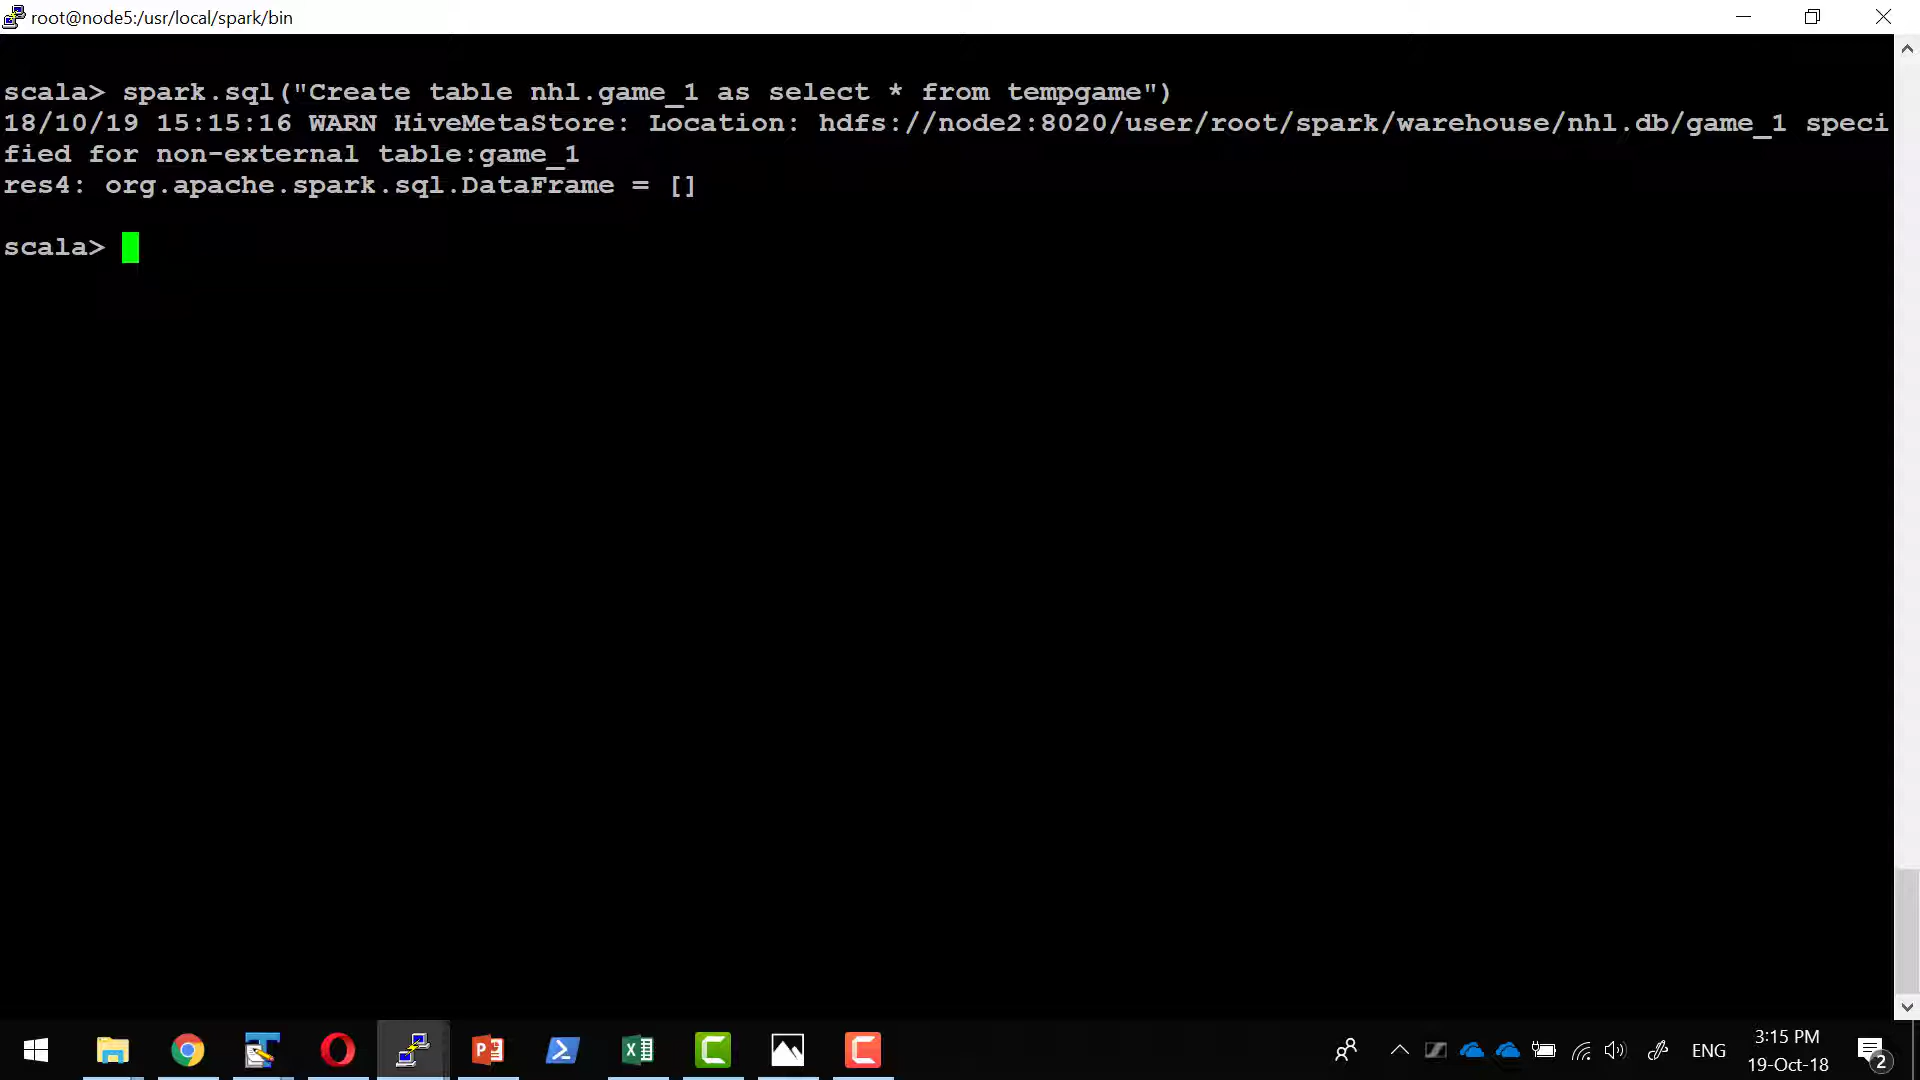 root@node5:/usr/local/spark/bin
scala> spark.sql("Create table nhl.game_1 as select * from tempgame")
18/10/19 15:15:16 WARN HiveMetaStore: Location: hdfs://node2:8020/user/root/spark/warehouse/nhl.db/game_1 speci
fied for non-external table:game_1
res4: org.apache.spark.sql.DataFrame = []
scala>
ENG
3:15 PM
19-Oct-18
2